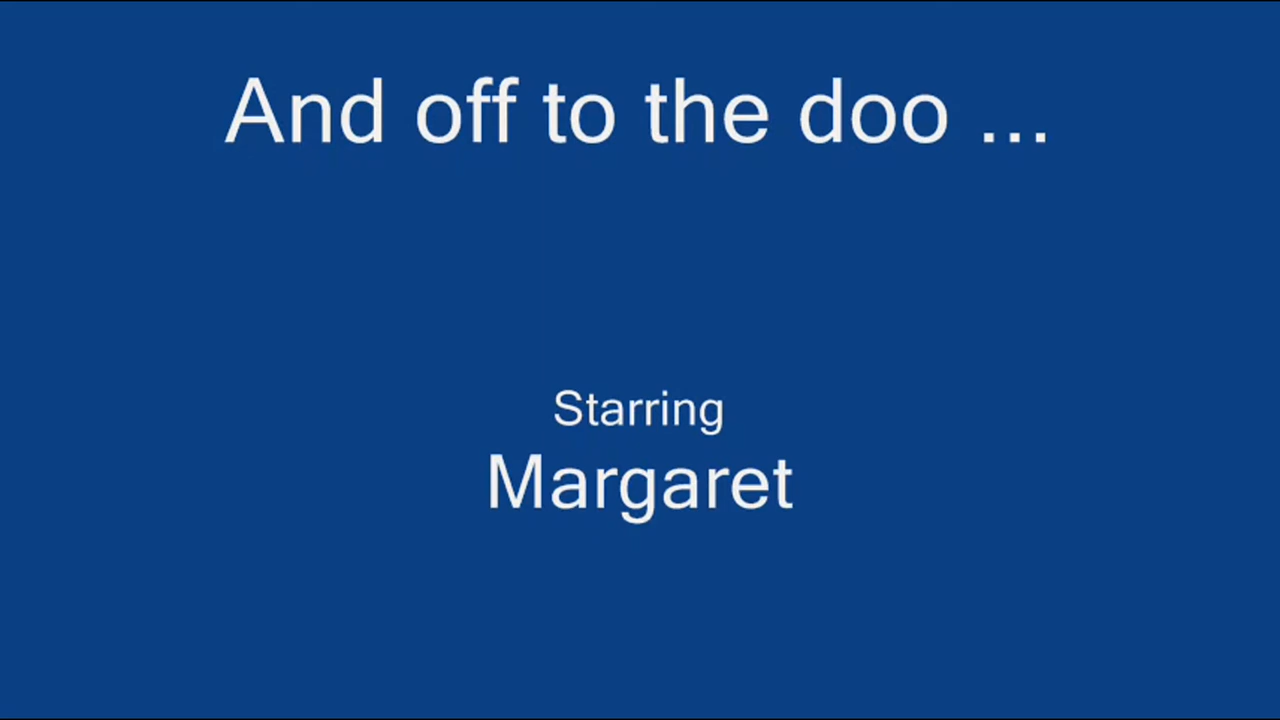 And off to the doo ...
Starring
Margaret